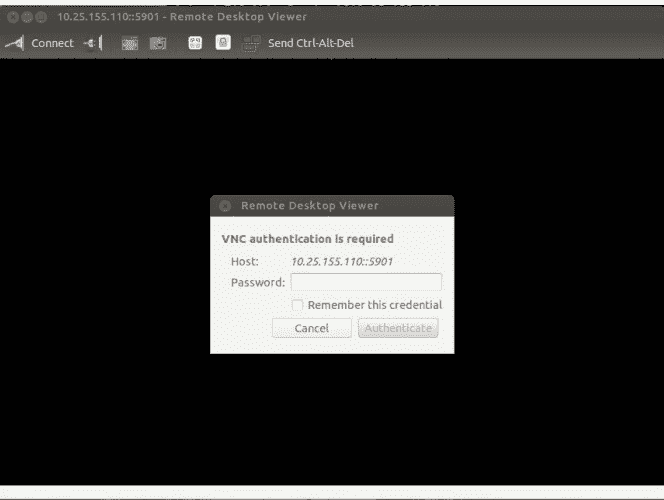 10.25.155.110::5901 - Remote Desktop Viewer
Connect Send Ctrl-Alt-Del
Remote Desktop Viewer
VNC authentication is required
Host: 10.25.155.110::5901
Password:
Remember this credential
Cancel Authenticate